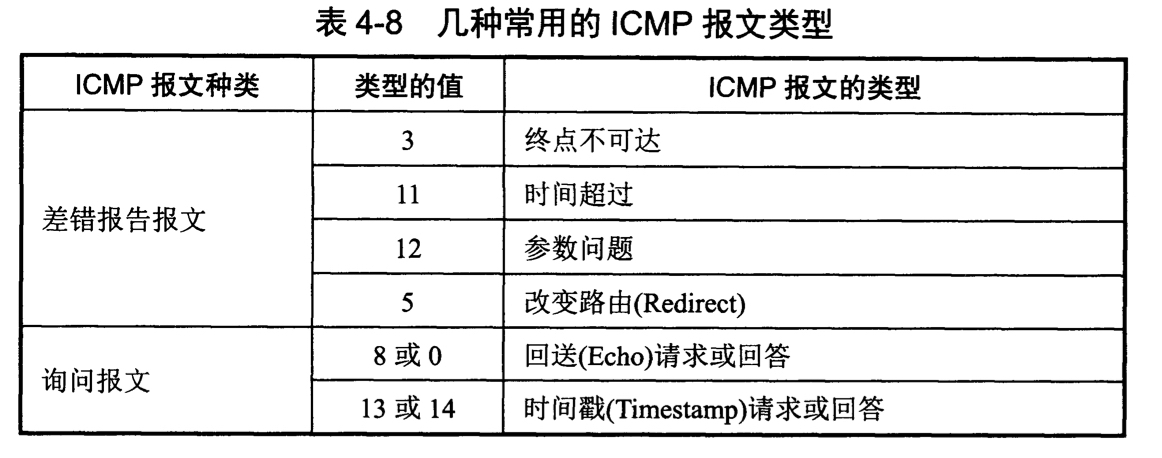 表 4-8 几种常用的 ICMP 报文类型
ICMP 报文种类 类型的值 ICMP 报文的类型
差错报告报文
3 终点不可达
11 时间超过
12 参数问题
5 改变路由(Redirect)
询问报文
8 或 0 回送(Echo)请求或回答
13 或 14 时间戳(Timestamp)请求或回答